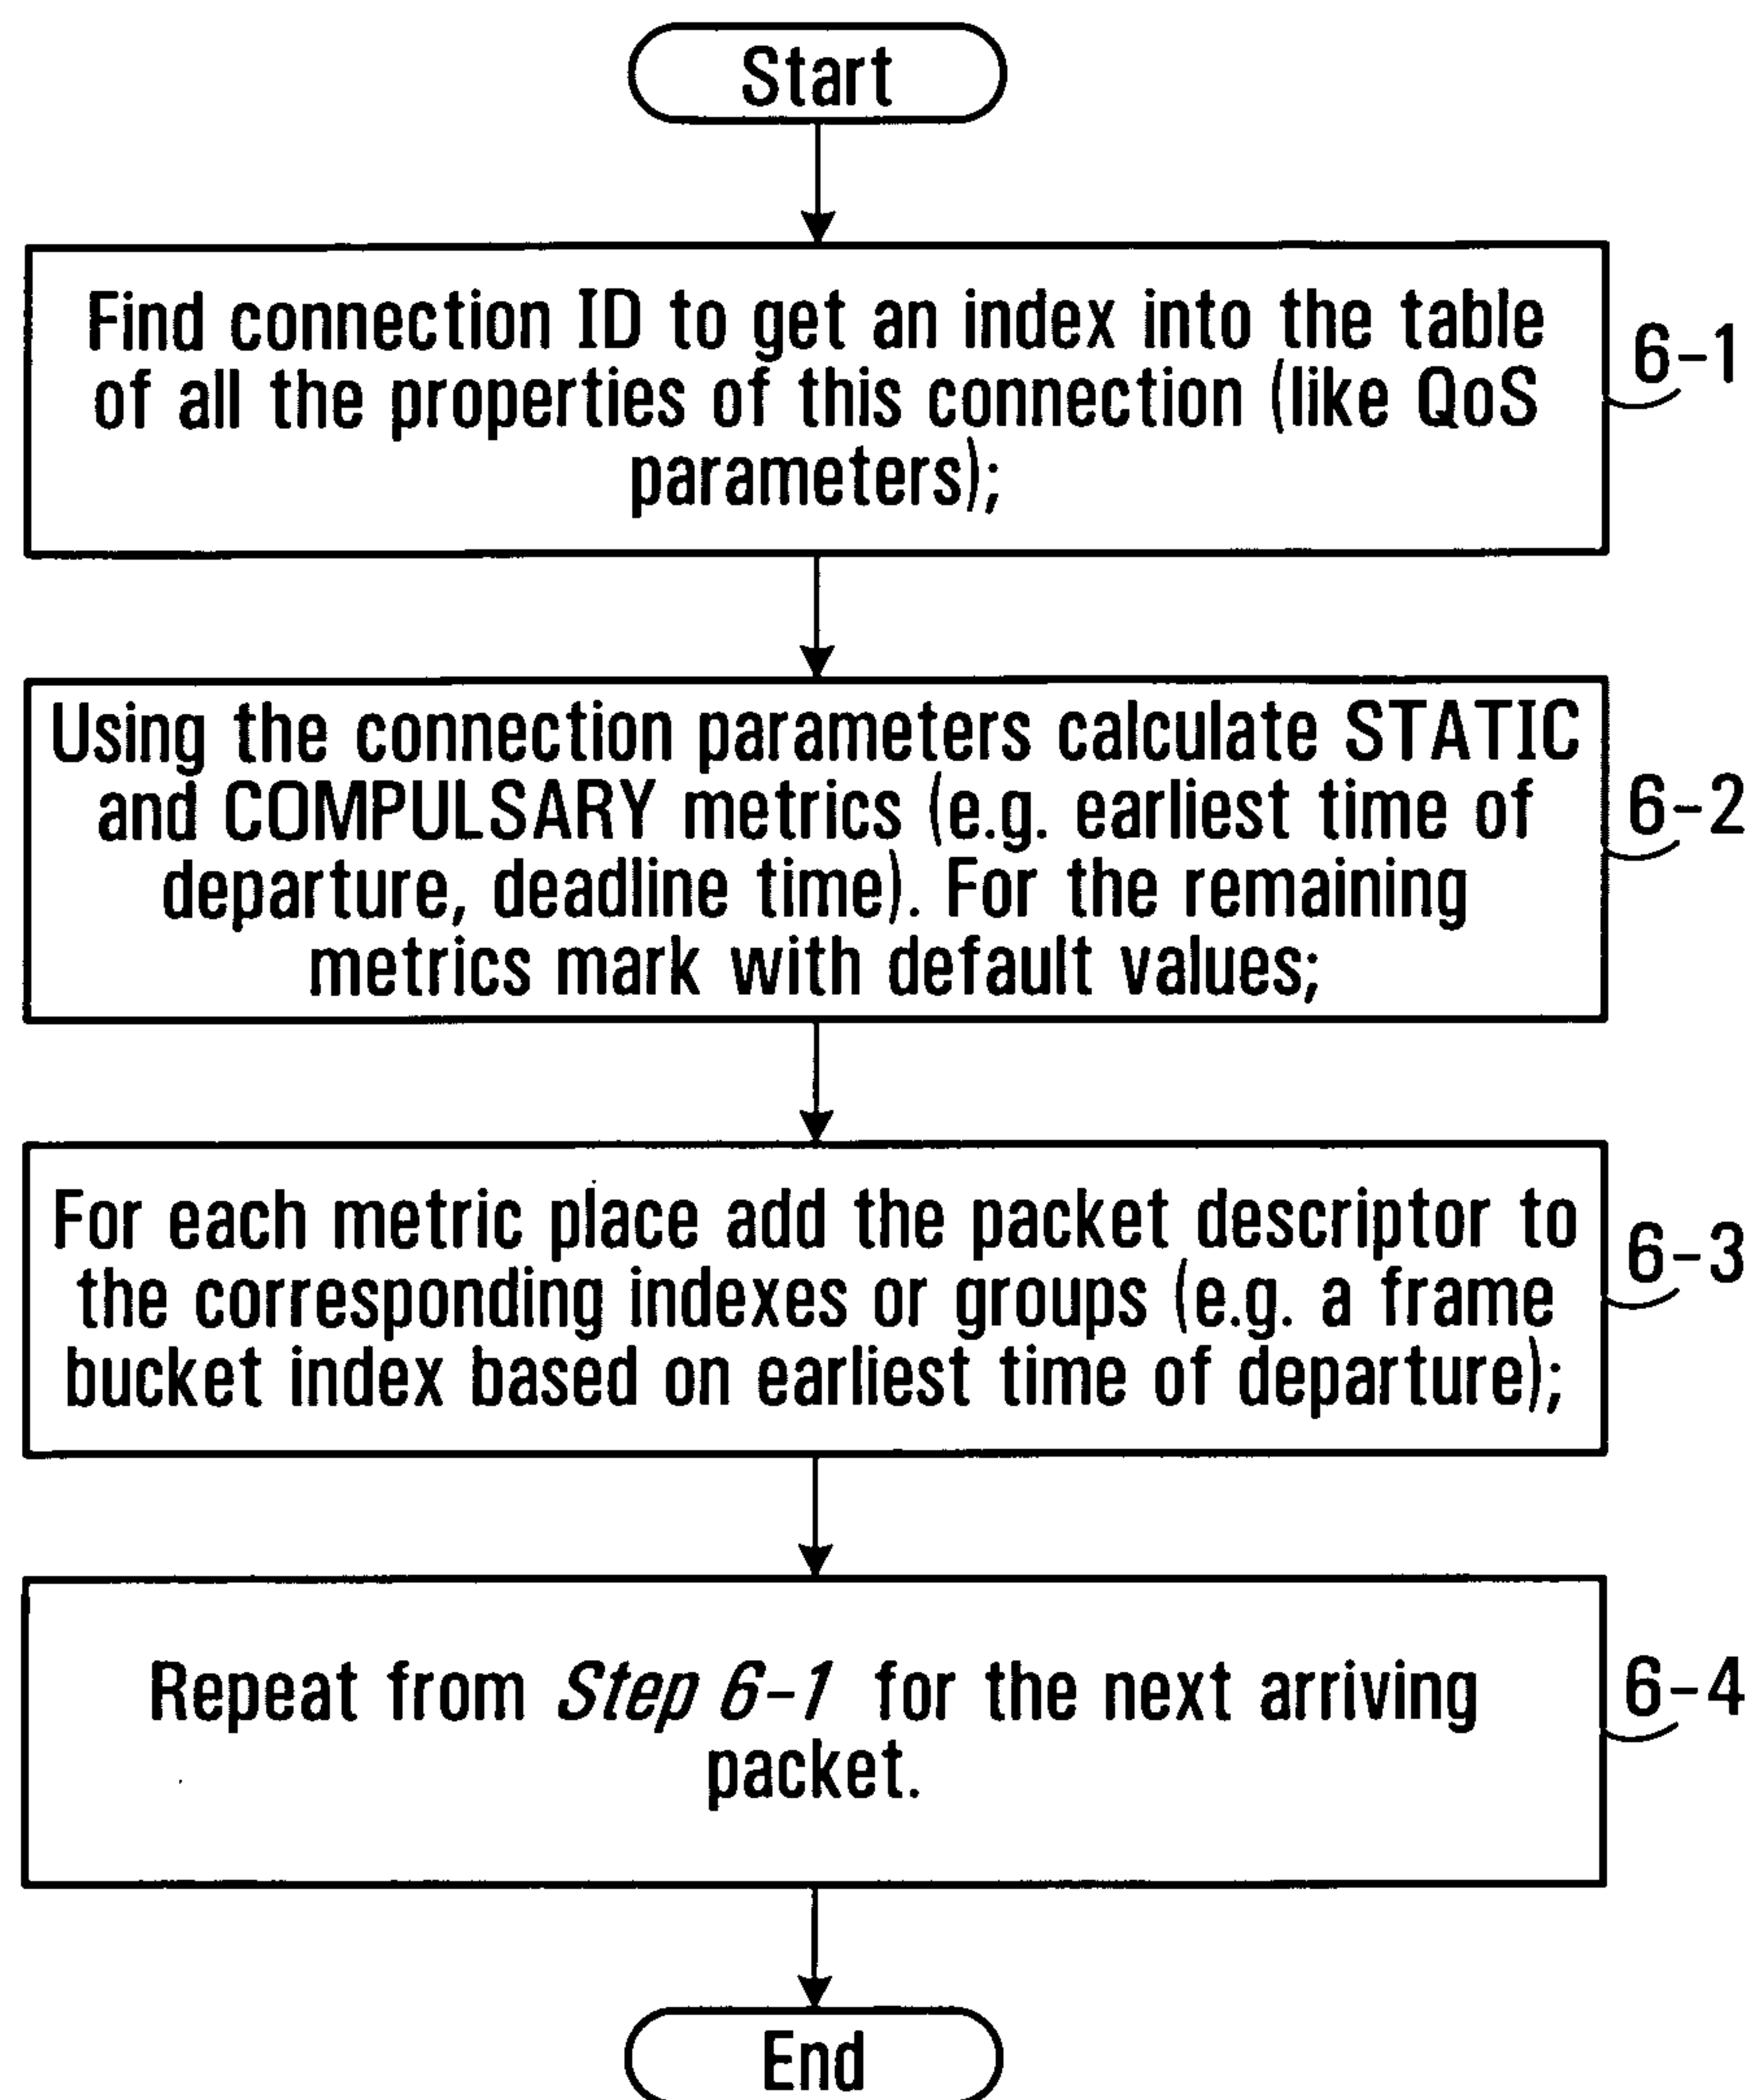 Start
Find connection ID to get an index into the table
of all the properties of this connection (like QoS
parameters);
6-1
Using the connection parameters calculate STATIC
and COMPULSARY metrics (e.g. earliest time of
departure, deadline time). For the remaining
metrics mark with default values;
6-2
For each metric place add the packet descriptor to
the corresponding indexes or groups (e.g. a frame
bucket index based on earliest time of departure);
6-3
Repeat from Step 6-1 for the next arriving
packet.
6-4
End